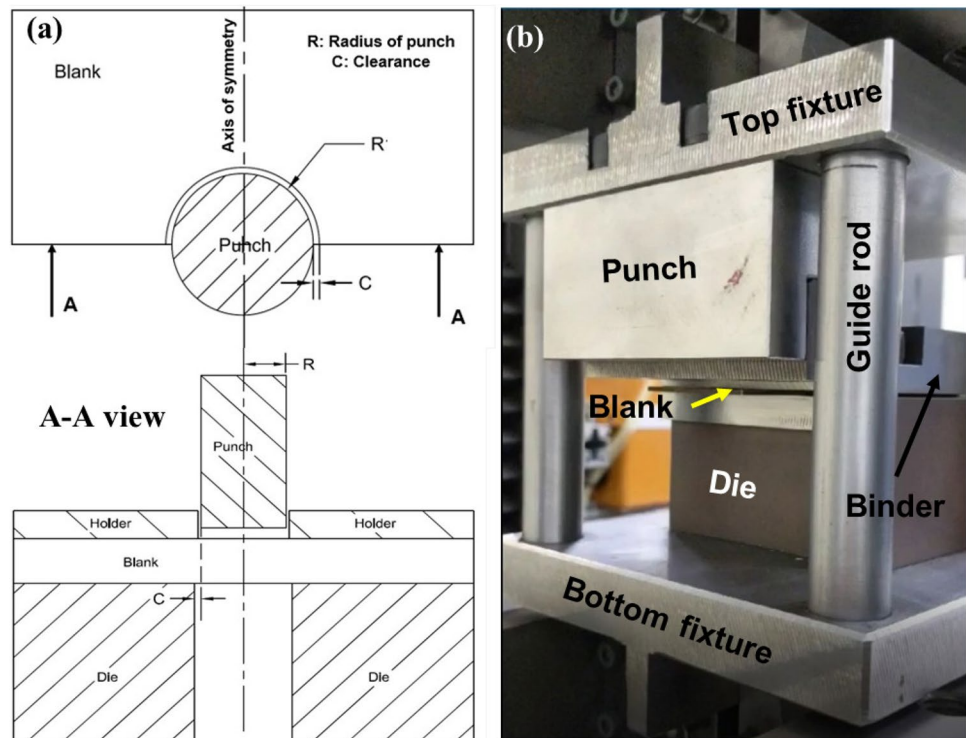 (a)
R: Radius of punch
C: Clearance
Blank
Axis of symmetry
R
Punch
C
A
A
R
A-A view
Punch
Holder
Holder
Blank
C
Die
Die
(b)
Top fixture
Punch
Guide rod
Blank
Die
Binder
Bottom fixture